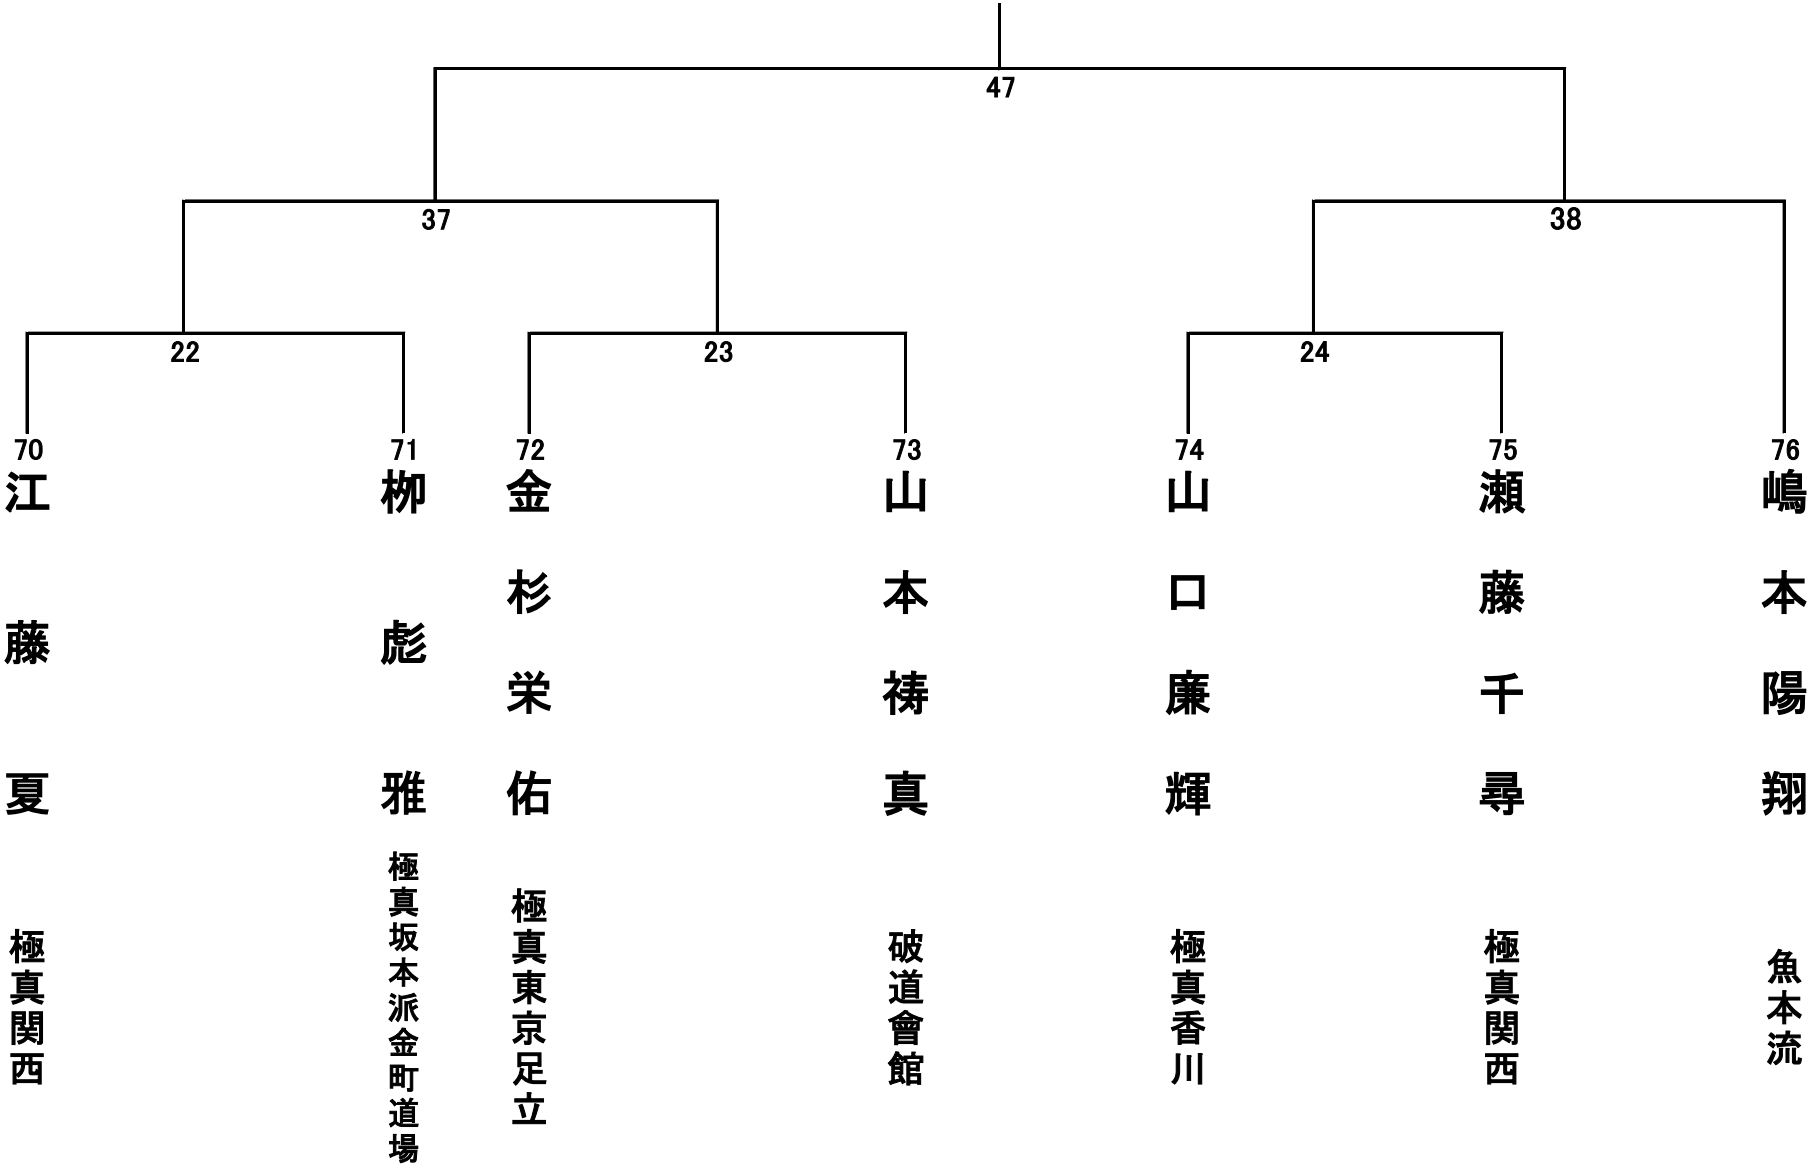 47
37
38
22
23
24
70
71
72
73
74
75
76
江藤夏
栁彪雅
金杉栄佑
山本祷真
山口廉輝
瀬藤千尋
嶋本陽翔
極真関西
極真坂本派金町道場
極真東京足立
破道會館
極真香川
極真関西
魚本流